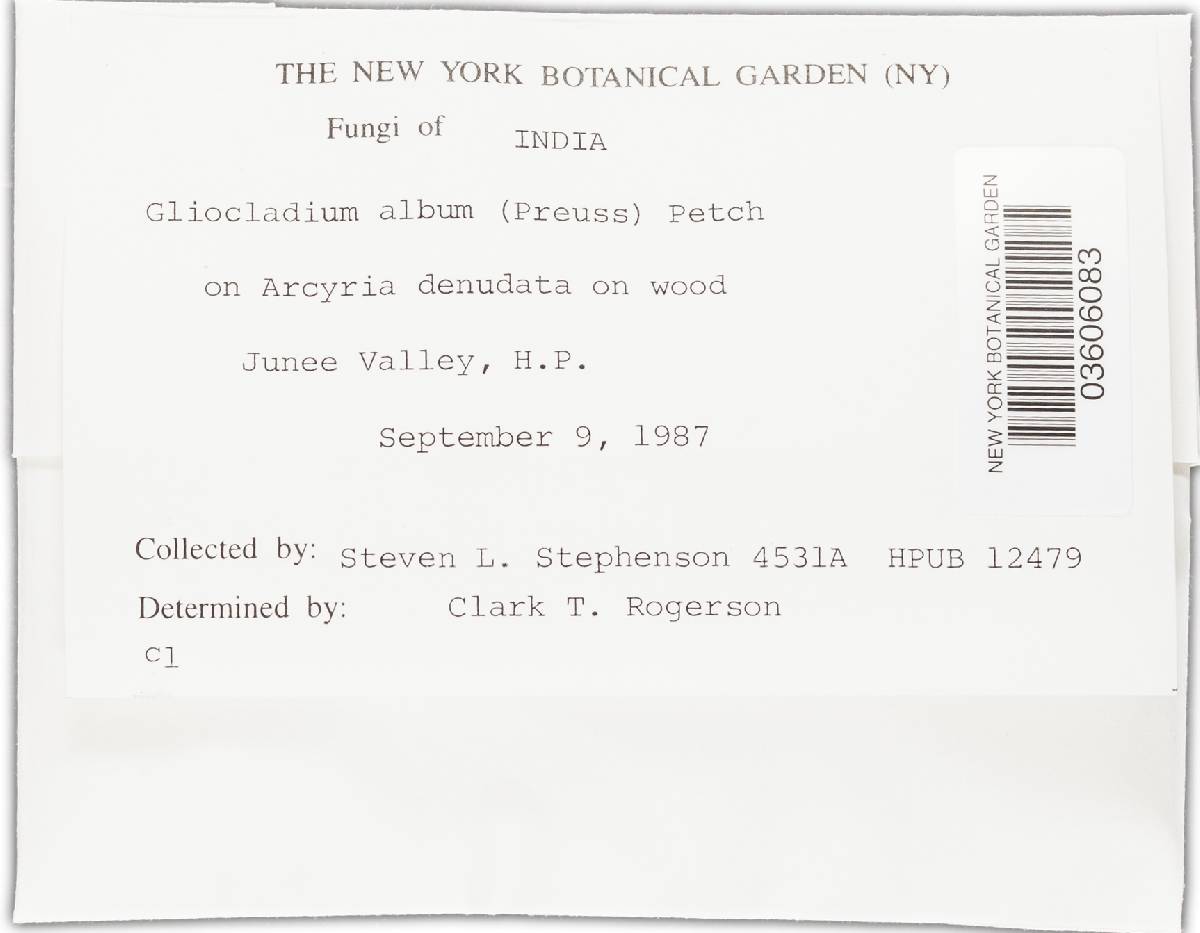 THE NEW YORK BOTANICAL GARDEN (NY)
Fungi of INDIA
Gliocladium album (Preuss) Petch
on Arcyria denudata on wood
Junee Valley, H.P.
September 9, 1987
Collected by: Steven L. Stephenson 4531A HPUB 12479
Determined by: Clark T. Rogerson
cl
NEW YORK BOTANICAL GARDEN
03606083